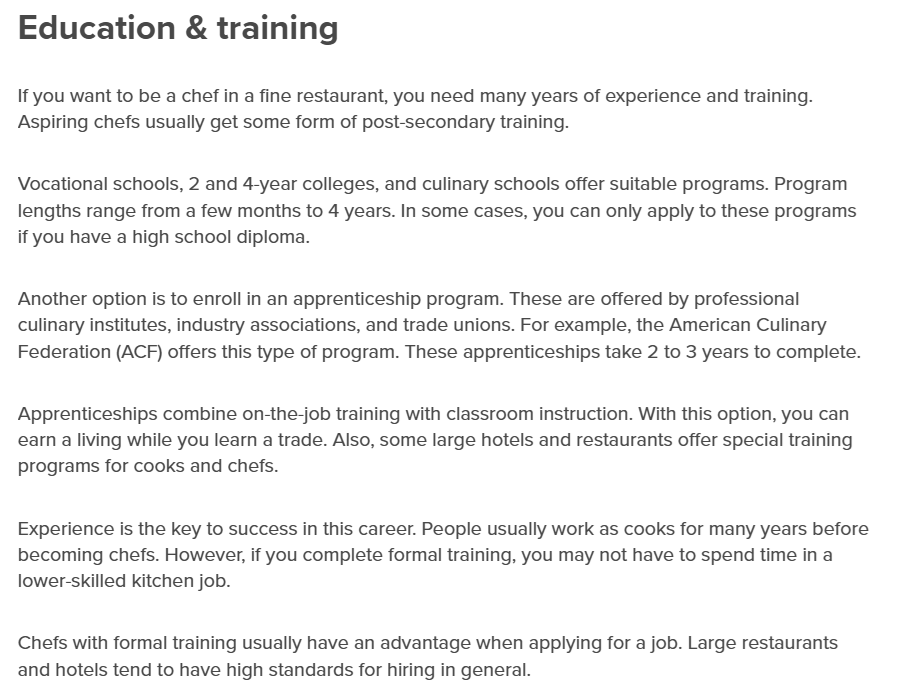 Education & training
If you want to be a chef in a fine restaurant, you need many years of experience and training.
Aspiring chefs usually get some form of post-secondary training.
Vocational schools, 2 and 4-year colleges, and culinary schools offer suitable programs. Program
lengths range from a few months to 4 years. In some cases, you can only apply to these programs
if you have a high school diploma.
Another option is to enroll in an apprenticeship program. These are offered by professional
culinary institutes, industry associations, and trade unions. For example, the American Culinary
Federation (ACF) offers this type of program. These apprenticeships take 2 to 3 years to complete.
Apprenticeships combine on-the-job training with classroom instruction. With this option, you can
earn a living while you learn a trade. Also, some large hotels and restaurants offer special training
programs for cooks and chefs.
Experience is the key to success in this career. People usually work as cooks for many years before
becoming chefs. However, if you complete formal training, you may not have to spend time in a
lower-skilled kitchen job.
Chefs with formal training usually have an advantage when applying for a job. Large restaurants
and hotels tend to have high standards for hiring in general.